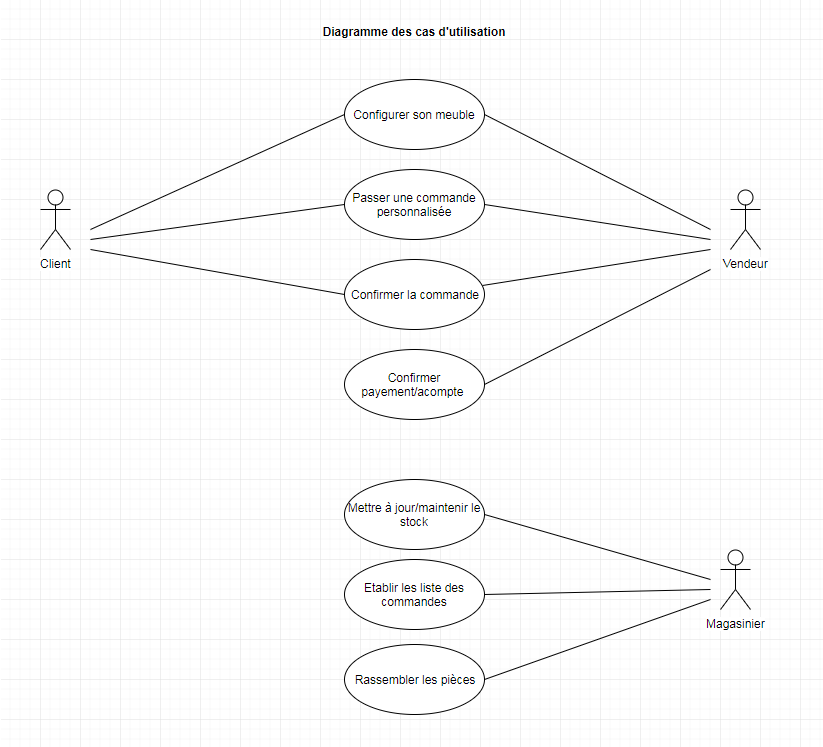 Diagramme des cas d'utilisation
Configurer son meuble
Passer une commande
personnalisée
Client
Vendeur
Confirmer la commande
Confirmer
payement/acompte
Mettre à jour/maintenir le
stock
Etablir les liste des
commandes
Magasinier
Rassembler les pièces